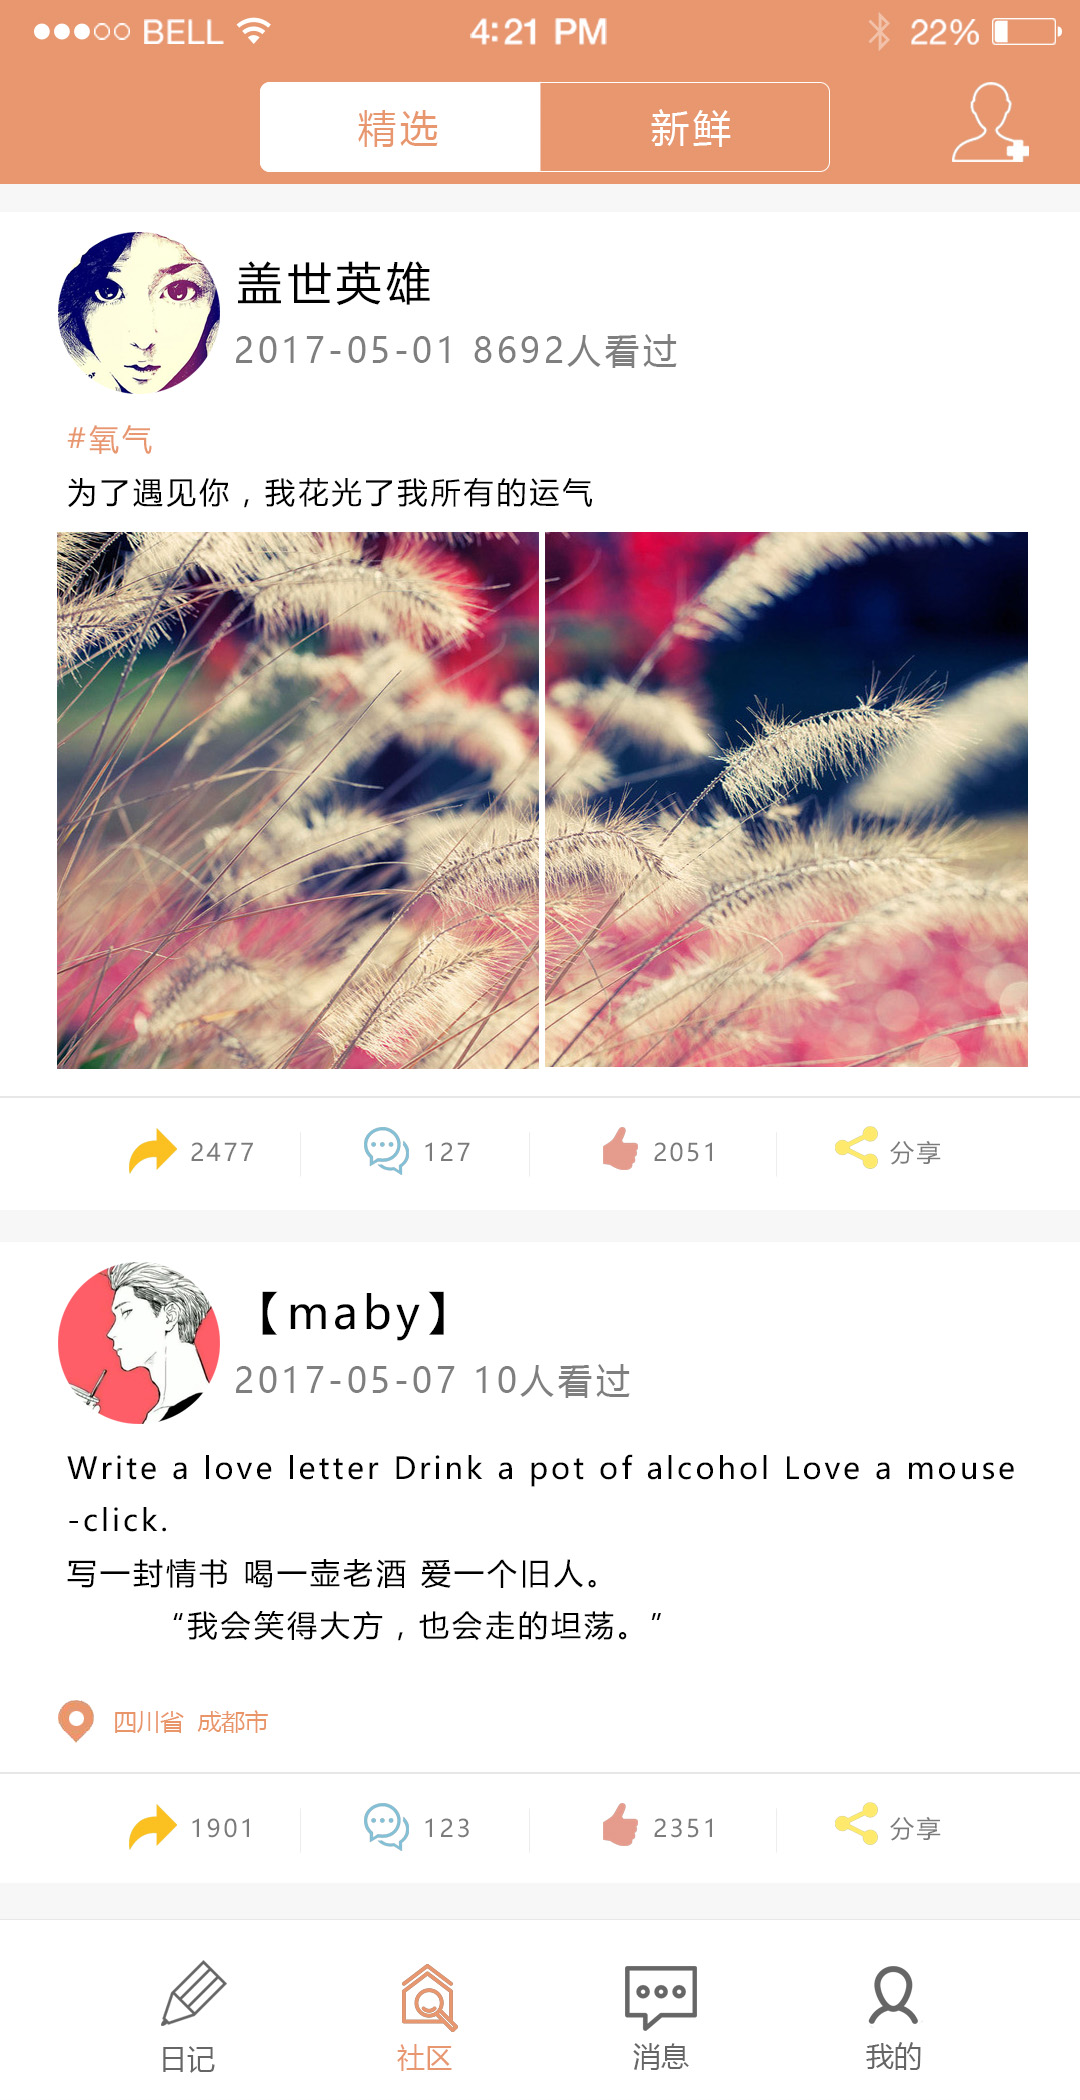 BELL 4:21 PM 22%
精选 新鲜
盖世英雄
2017-05-01 8692人看过
#氧气
为了遇见你，我花光了我所有的运气
2477 127 2051 分享
【maby】
2017-05-07 10人看过
Write a love letter Drink a pot of alcohol Love a mouse
-click.
写一封情书 喝一壶老酒 爱一个旧人。
“我会笑得大方，也会走的坦荡。”
四川省 成都市
1901 123 2351 分享
日记 社区 消息 我的